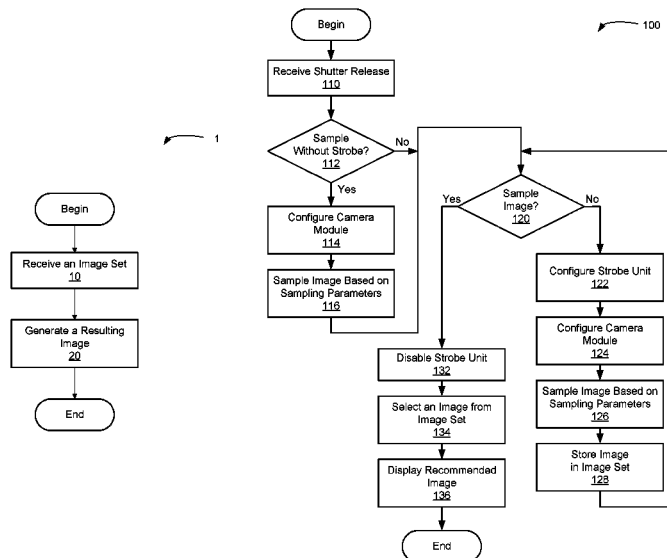 1
Begin
Receive an Image Set
10
Generate a Resulting
Image
20
End
100
Begin
Receive Shutter Release
110
Sample
Without Strobe?
112
No
Yes
Configure Camera
Module
114
Sample Image Based on
Sampling Parameters
116
Sample
Image?
120
Yes
No
Disable Strobe Unit
132
Select an Image from
Image Set
134
Display Recommended
Image
136
End
Configure Strobe Unit
122
Configure Camera
Module
124
Sample Image Based on
Sampling Parameters
126
Store Image
in Image Set
128